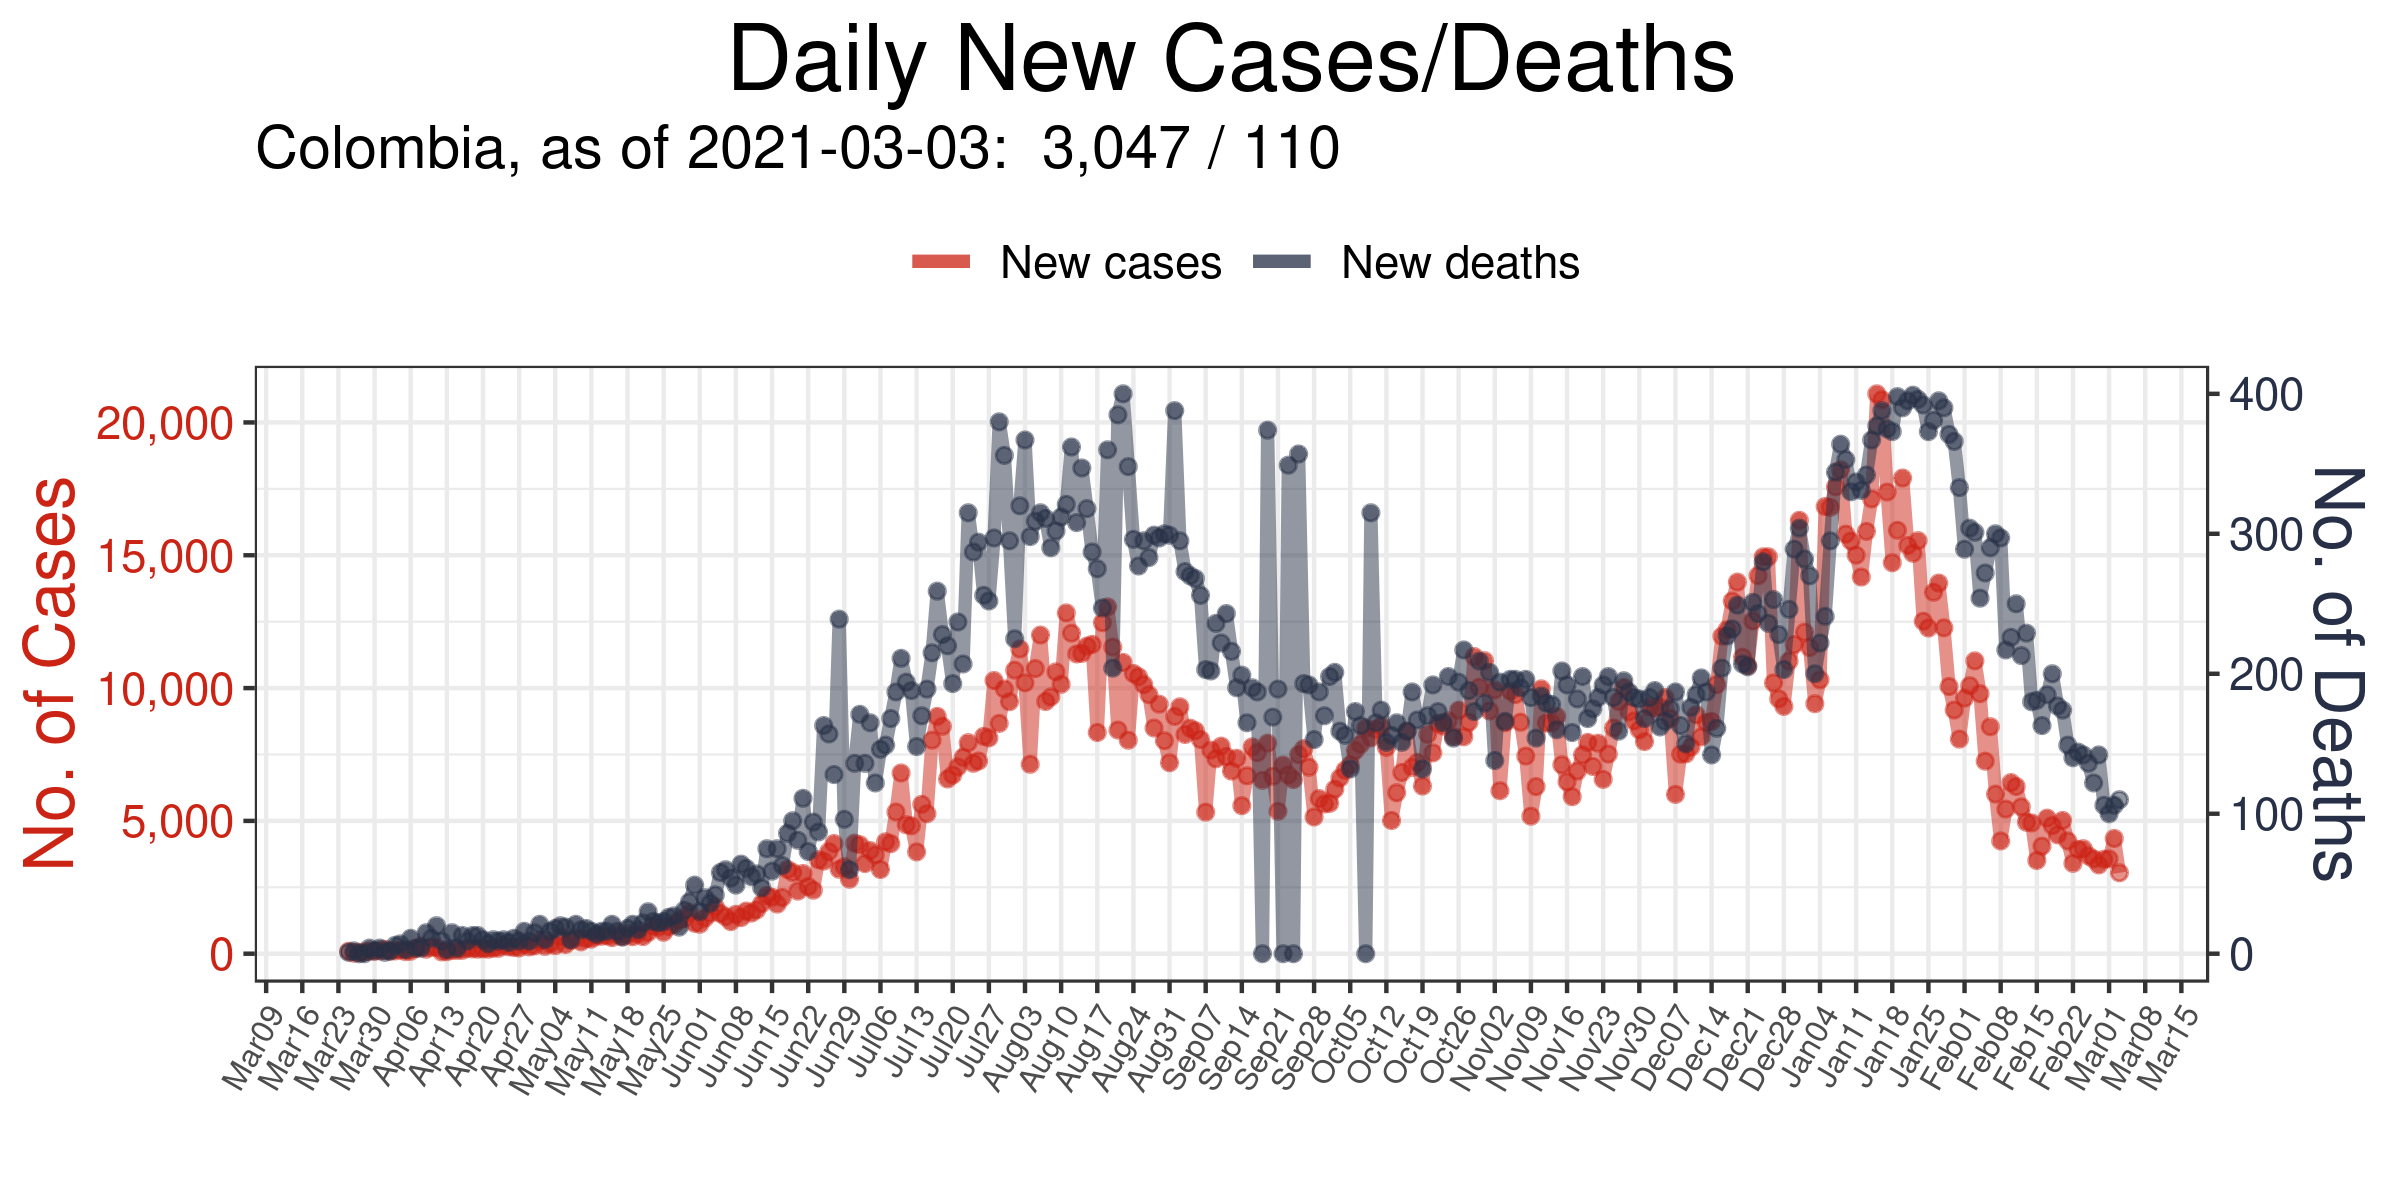 Daily New Cases/Deaths
Colombia, as of 2021-03-03:  3,047 / 110
New cases New deaths
No. of Cases
20,000
15,000
10,000
5,000
0
400
300
200
100
0
No. of Deaths
Mar09 Mar16 Mar23 Mar30 Apr06 Apr13 Apr20 Apr27 May04 May11 May18 May25 Jun01 Jun08 Jun15 Jun22 Jun29 Jul06 Jul13 Jul20 Jul27 Aug03 Aug10 Aug17 Aug24 Aug31 Sep07 Sep14 Sep21 Sep28 Oct05 Oct12 Oct19 Oct26 Nov02 Nov09 Nov16 Nov23 Nov30 Dec07 Dec14 Dec21 Dec28 Jan04 Jan11 Jan18 Jan25 Feb01 Feb08 Feb15 Feb22 Mar01 Mar08 Mar15